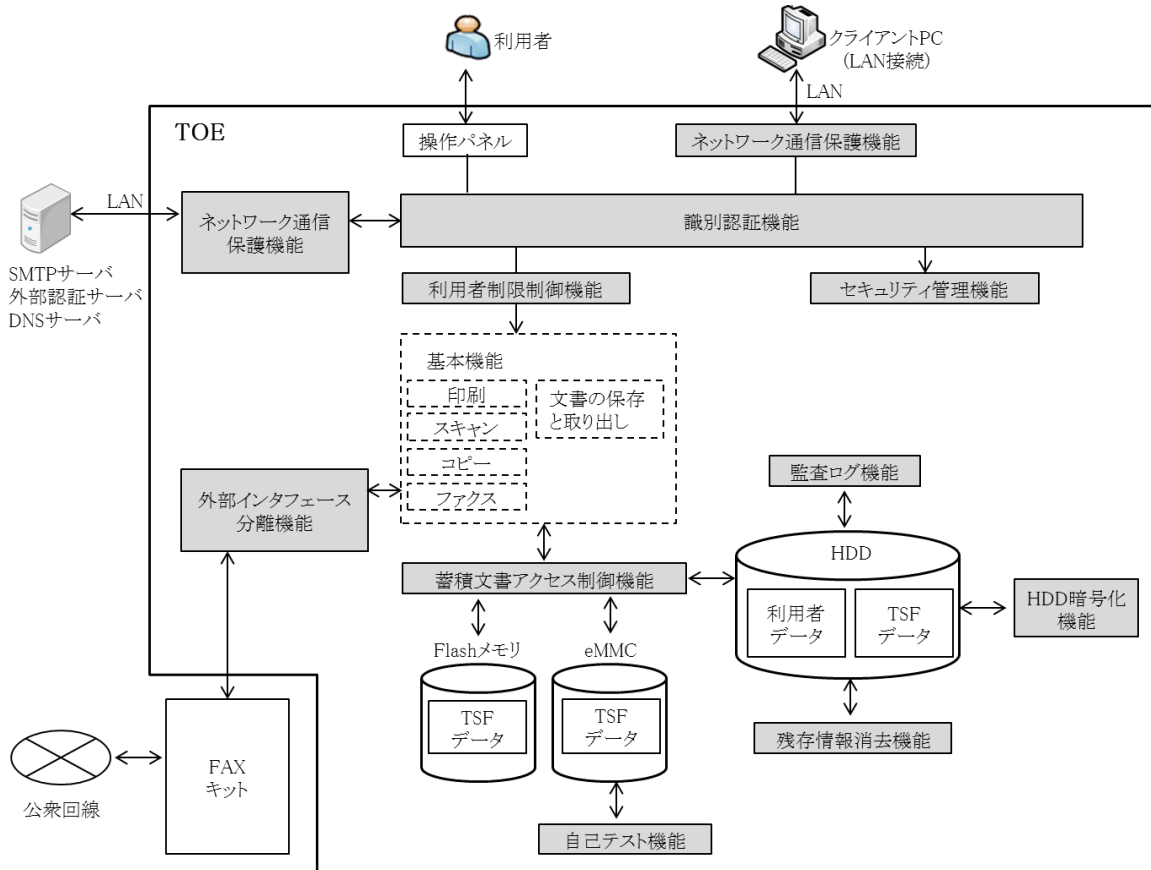 利用者
クライアントPC
(LAN接続)
LAN
TOE
操作パネル
ネットワーク通信保護機能
LAN
ネットワーク通信
保護機能
識別認証機能
SMTPサーバ
外部認証サーバ
DNSサーバ
利用者制限制御機能
セキュリティ管理機能
基本機能
印刷
スキャン
コピー
ファクス
文書の保存
と取り出し
外部インタフェース
分離機能
監査ログ機能
HDD
利用者
データ
TSF
データ
HDD暗号化
機能
蓄積文書アクセス制御機能
Flashメモリ
TSF
データ
eMMC
TSF
データ
残存情報消去機能
自己テスト機能
FAX
キット
公衆回線